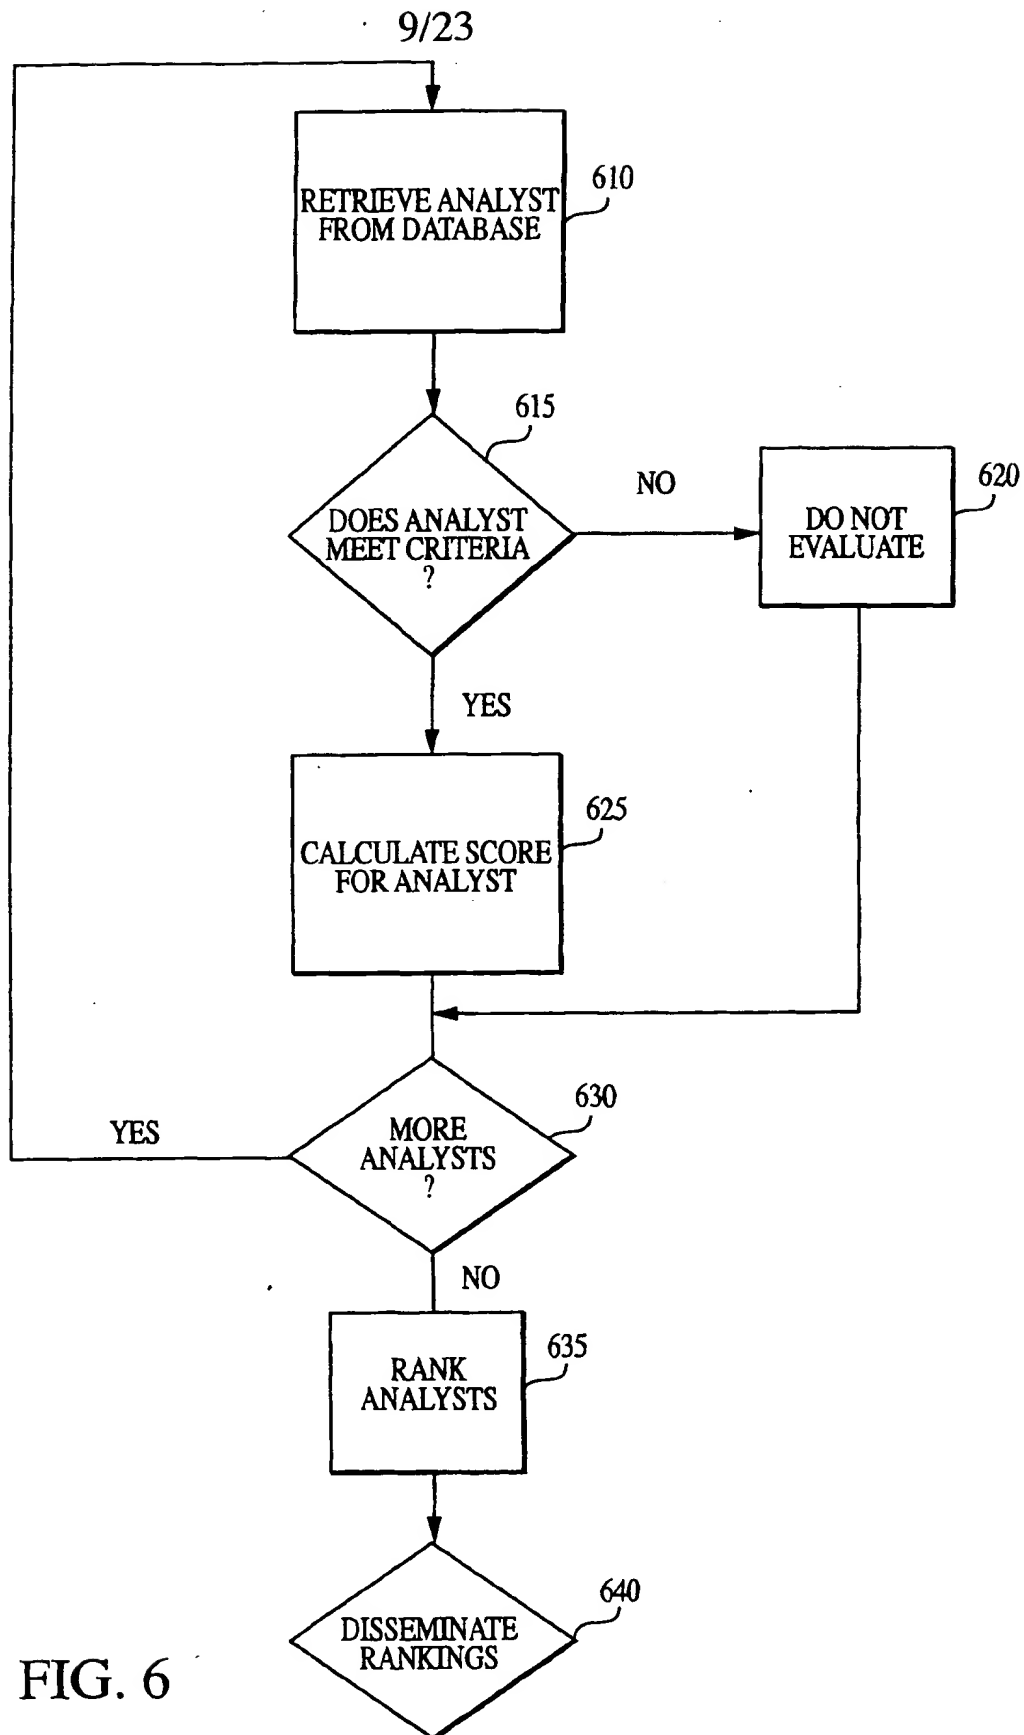 9/23
RETRIEVE ANALYST
FROM DATABASE
610
615
DOES ANALYST
MEET CRITERIA
?
NO
DO NOT
EVALUATE
620
YES
CALCULATE SCORE
FOR ANALYST
625
YES
MORE
ANALYSTS
?
630
NO
RANK
ANALYSTS
635
DISSEMINATE
RANKINGS
640
FIG. 6